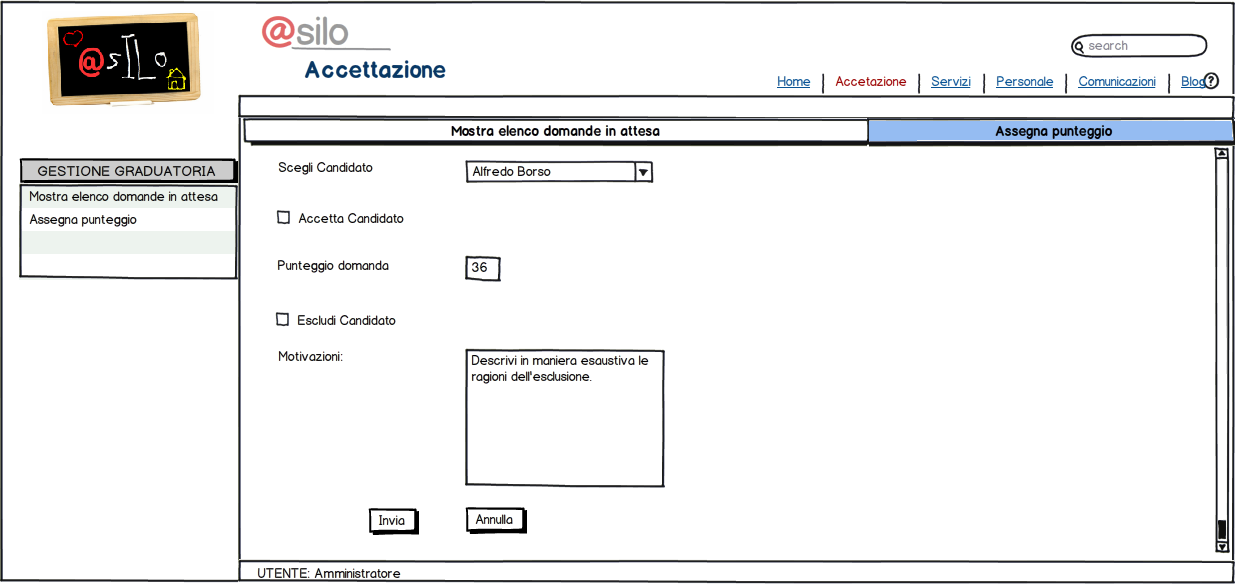 @sILo
@silo
Accettazione
search
Home
Accetazione
Servizi
Personale
Comunicazioni
Blog
?
Mostra elenco domande in attesa
Assegna punteggio
GESTIONE GRADUATORIA
Mostra elenco domande in attesa
Assegna punteggio
Scegli Candidato
Alfredo Borso
Accetta Candidato
Punteggio domanda
36
Escludi Candidato
Motivazioni:
Descrivi in maniera esaustiva le
ragioni dell'esclusione.
Invia
Annulla
UTENTE: Amministratore